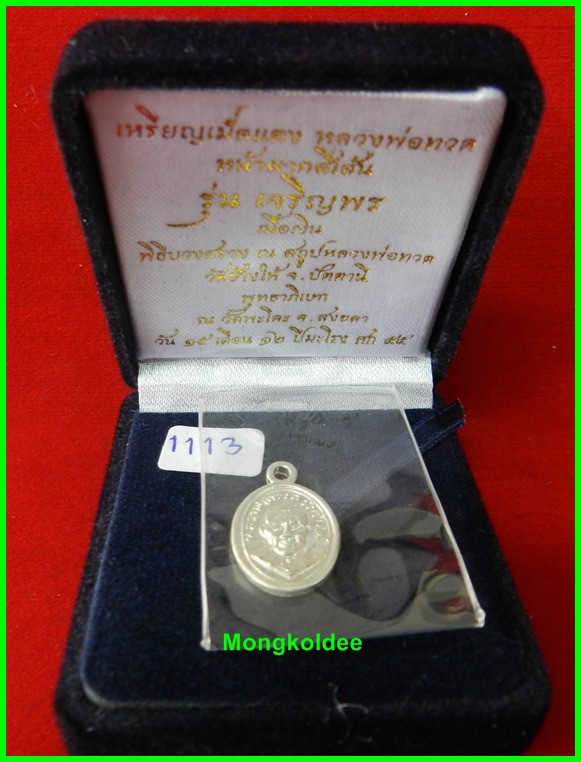 เหรียญเม็ดแตง หลวงพ่อทวด
หน้าผากสี่เส้น
รุ่น เจริญพร
เนื้อเงิน
พิธีบวงสรวง ณ สถูปหลวงพ่อทวด
วัดช้างให้ จ.ปัตตานี
พุทธาภิเษก
ณ วัดพะโคะ จ.สงขลา
วัน ๑๕ เดือน ๑๒ ปีมะโรง ศก ๕๕
1113
Mongkoldee